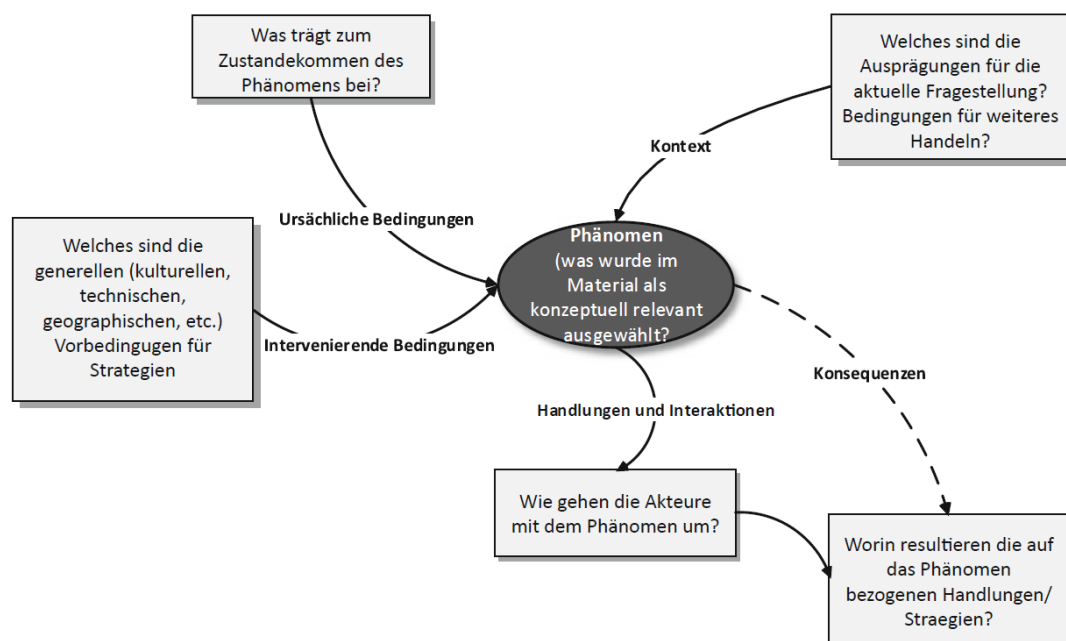 Was trägt zum
Zustandekommen des
Phänomens bei?
Welches sind die
Ausprägungen für die
aktuelle Fragestellung?
Bedingungen für weiteres
Handeln?
Kontext
Ursächliche Bedingungen
Welches sind die
generellen (kulturellen,
technischen,
geographischen, etc.)
Vorbedingugen für
Strategien
Phänomen
(was wurde im
Material als
konzeptuell relevant
ausgewählt?
Intervenierende Bedingungen
Konsequenzen
Handlungen und Interaktionen
Wie gehen die Akteure
mit dem Phänomen um?
Worin resultieren die auf
das Phänomen
bezogenen Handlungen/
Straegien?